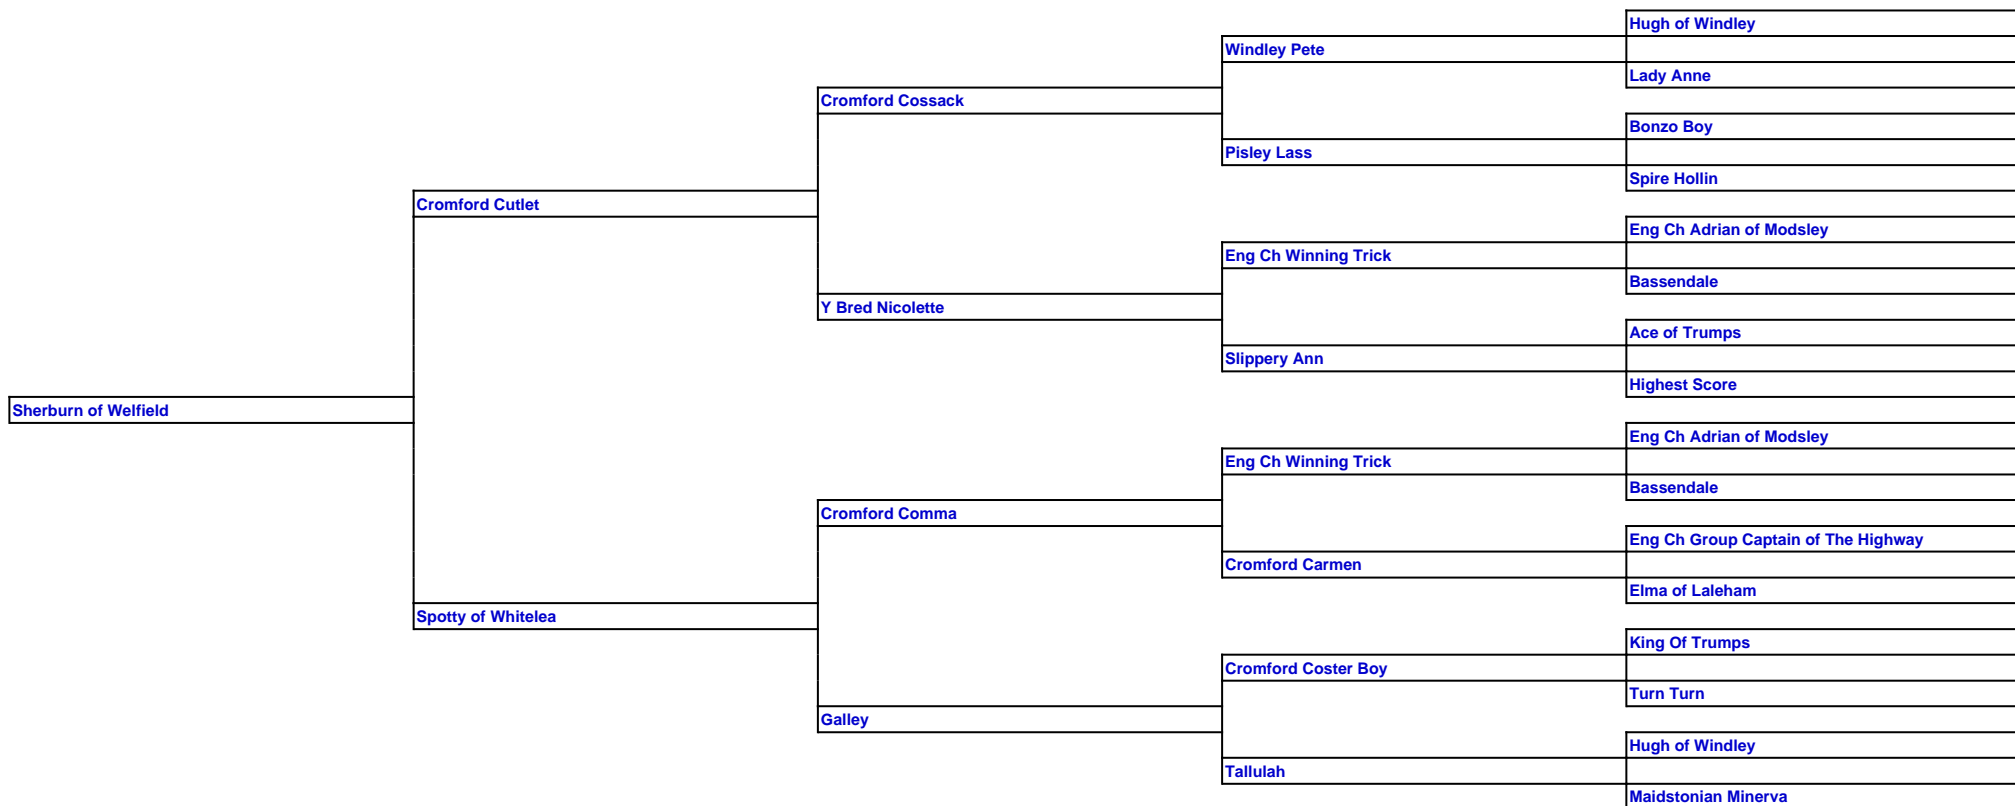 Hugh of Windley
Windley Pete
Lady Anne
Cromford Cossack
Bonzo Boy
Pisley Lass
Spire Hollin
Cromford Cutlet
Eng Ch Adrian of Modsley
Eng Ch Winning Trick
Bassendale
Y Bred Nicolette
Ace of Trumps
Slippery Ann
Highest Score
Sherburn of Welfield
Eng Ch Adrian of Modsley
Eng Ch Winning Trick
Bassendale
Cromford Comma
Eng Ch Group Captain of The Highway
Cromford Carmen
Elma of Laleham
Spotty of Whitelea
King Of Trumps
Cromford Coster Boy
Turn Turn
Galley
Hugh of Windley
Tallulah
Maidstonian Minerva